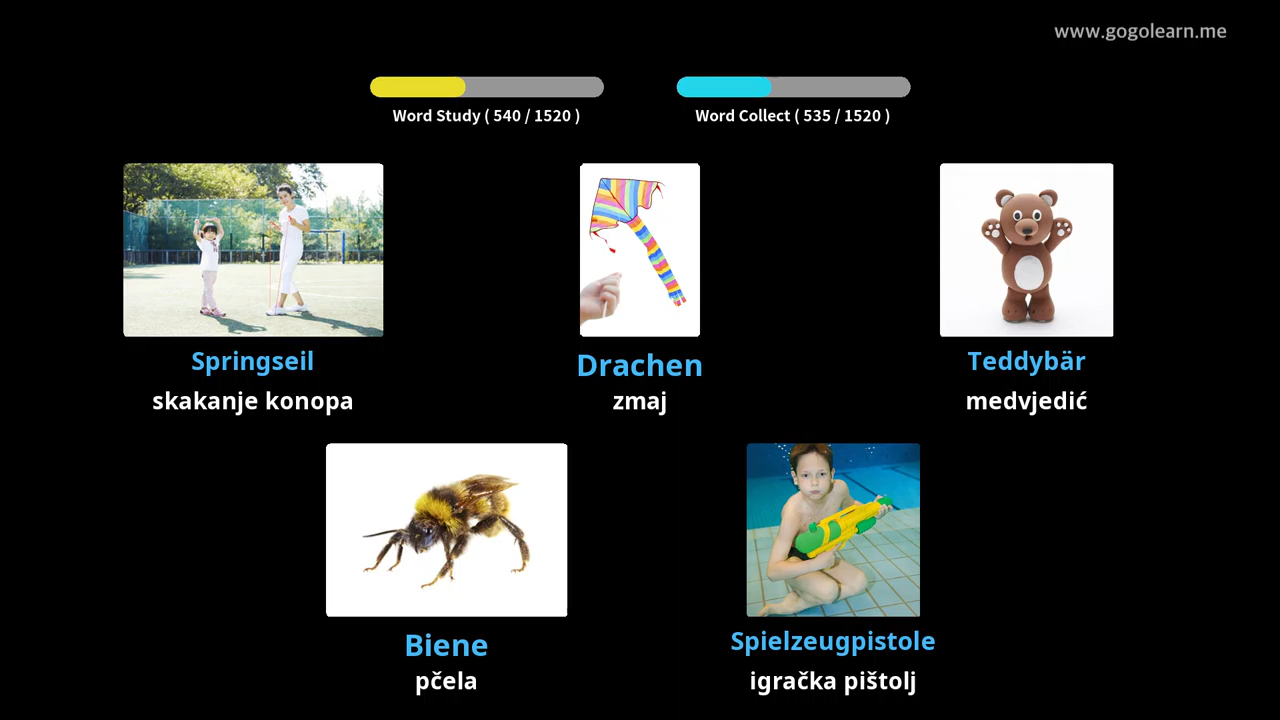 www.gogolearn.me
Word Study ( 540 / 1520 )
Word Collect ( 535 / 1520 )
Springseil
skakanje konopa
Drachen
zmaj
Teddybär
medvjedić
Biene
pčela
Spielzeugpistole
igračka pištolj